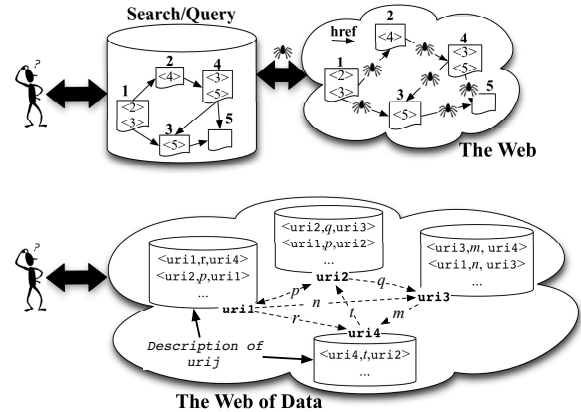 Search/Query
?
1
<2>
<3>
2
<4>
4
<3>
<5>
3
<5>
5
href
1
<2>
<3>
2
<4>
4
<3>
<5>
3
<5>
5
The Web
?
<uri1,r,uri4>
<uri2,p,uri1>
...
uri1
<uri2,q,uri3>
<uri1,p,uri2>
...
uri2
<uri3,m, uri4>
<uri1,n, uri3>
...
uri3
p
q
n
r
t
m
uri4
<uri4,t,uri2>
...
Description of
urij
The Web of Data